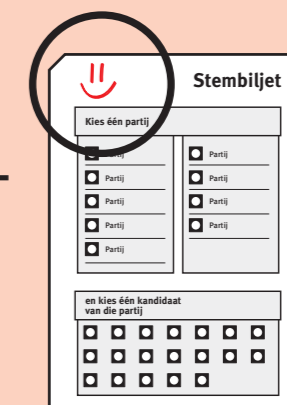 Stembiljet
Kies één partij
Partij
Partij
Partij
Partij
Partij
Partij
Partij
Partij
Partij
en kies één kandidaat
van die partij